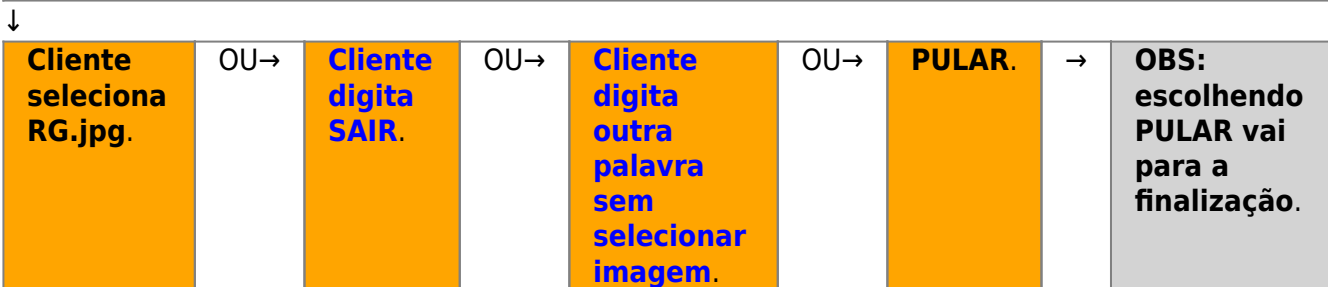 ↓
Cliente seleciona RG.jpg.
OU→
Cliente digita SAIR.
OU→
Cliente digita outra palavra sem selecionar imagem.
OU→
PULAR.
→
OBS: escolhendo PULAR vai para a finalização.